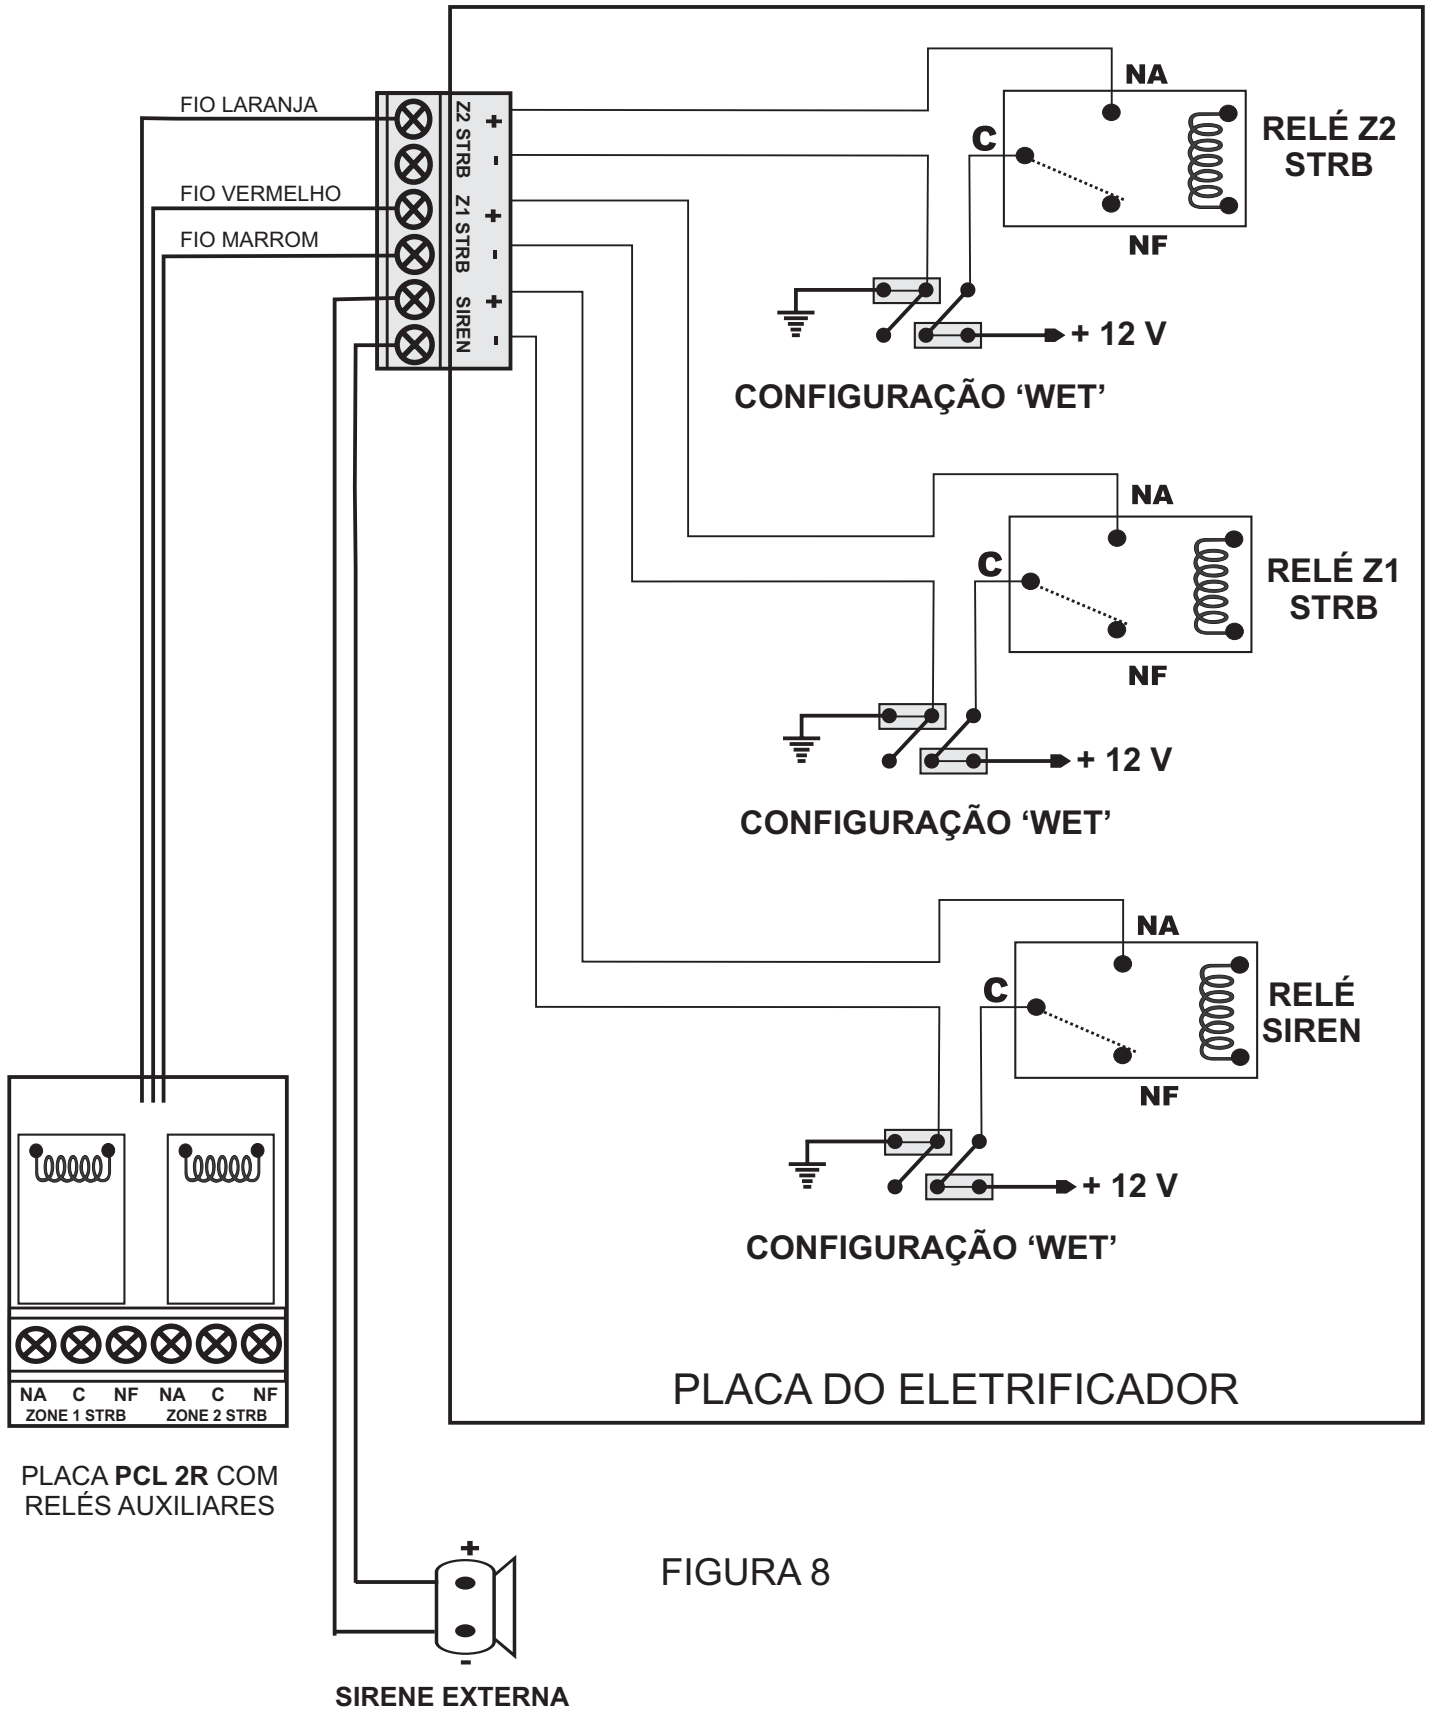 FIO LARANJA
FIO VERMELHO
FIO MARROM
Z2 STRB
+
-
Z1 STRB
+
-
SIREN
+
-
NA
C
NF
RELÉ Z2
STRB
+ 12 V
CONFIGURAÇÃO ‘WET’
NA
C
NF
RELÉ Z1
STRB
+ 12 V
CONFIGURAÇÃO ‘WET’
NA
C
NF
RELÉ
SIREN
+ 12 V
CONFIGURAÇÃO ‘WET’
PLACA DO ELETRIFICADOR
NA C NF NA C NF
ZONE 1 STRB ZONE 2 STRB
PLACA PCL 2R COM
RELÉS AUXILIARES
+
-
SIRENE EXTERNA
FIGURA 8